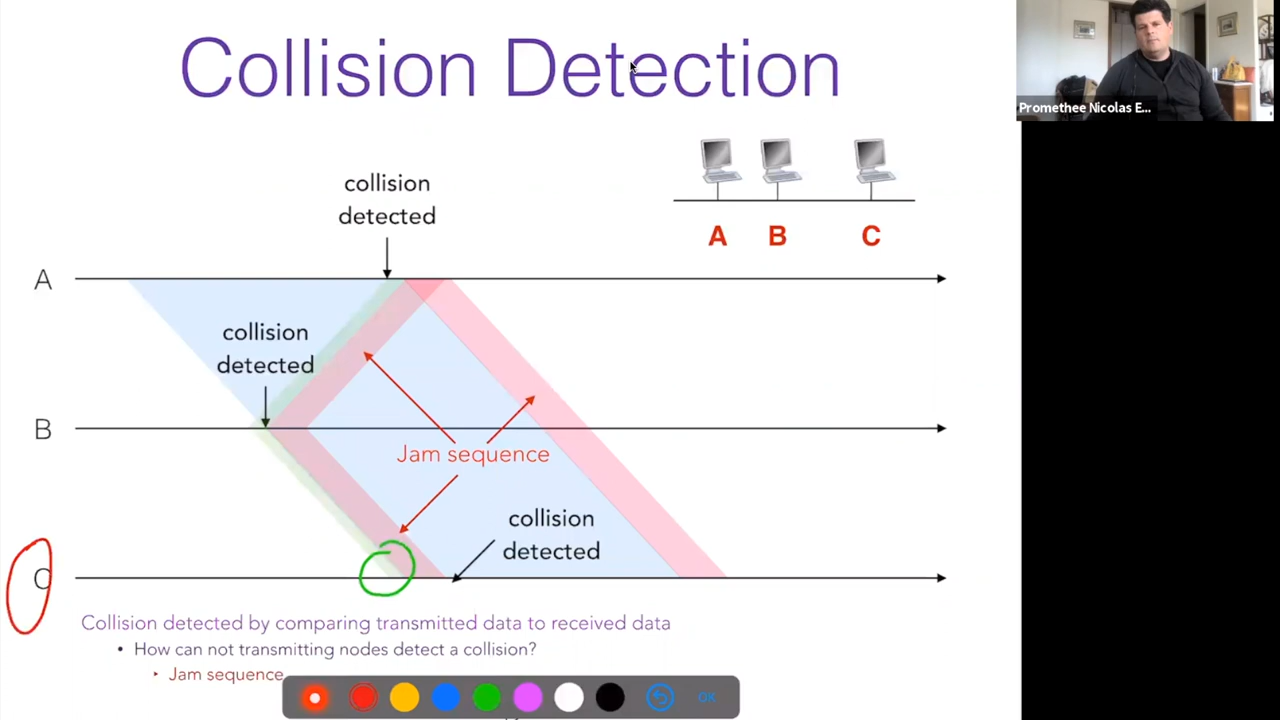 Collision Detection
Promethee Nicolas E...
collision
detected
A B C
A
collision
detected
B
Jam sequence
collision
detected
C
Collision detected by comparing transmitted data to received data
• How can not transmitting nodes detect a collision?
‣ Jam sequence
OK